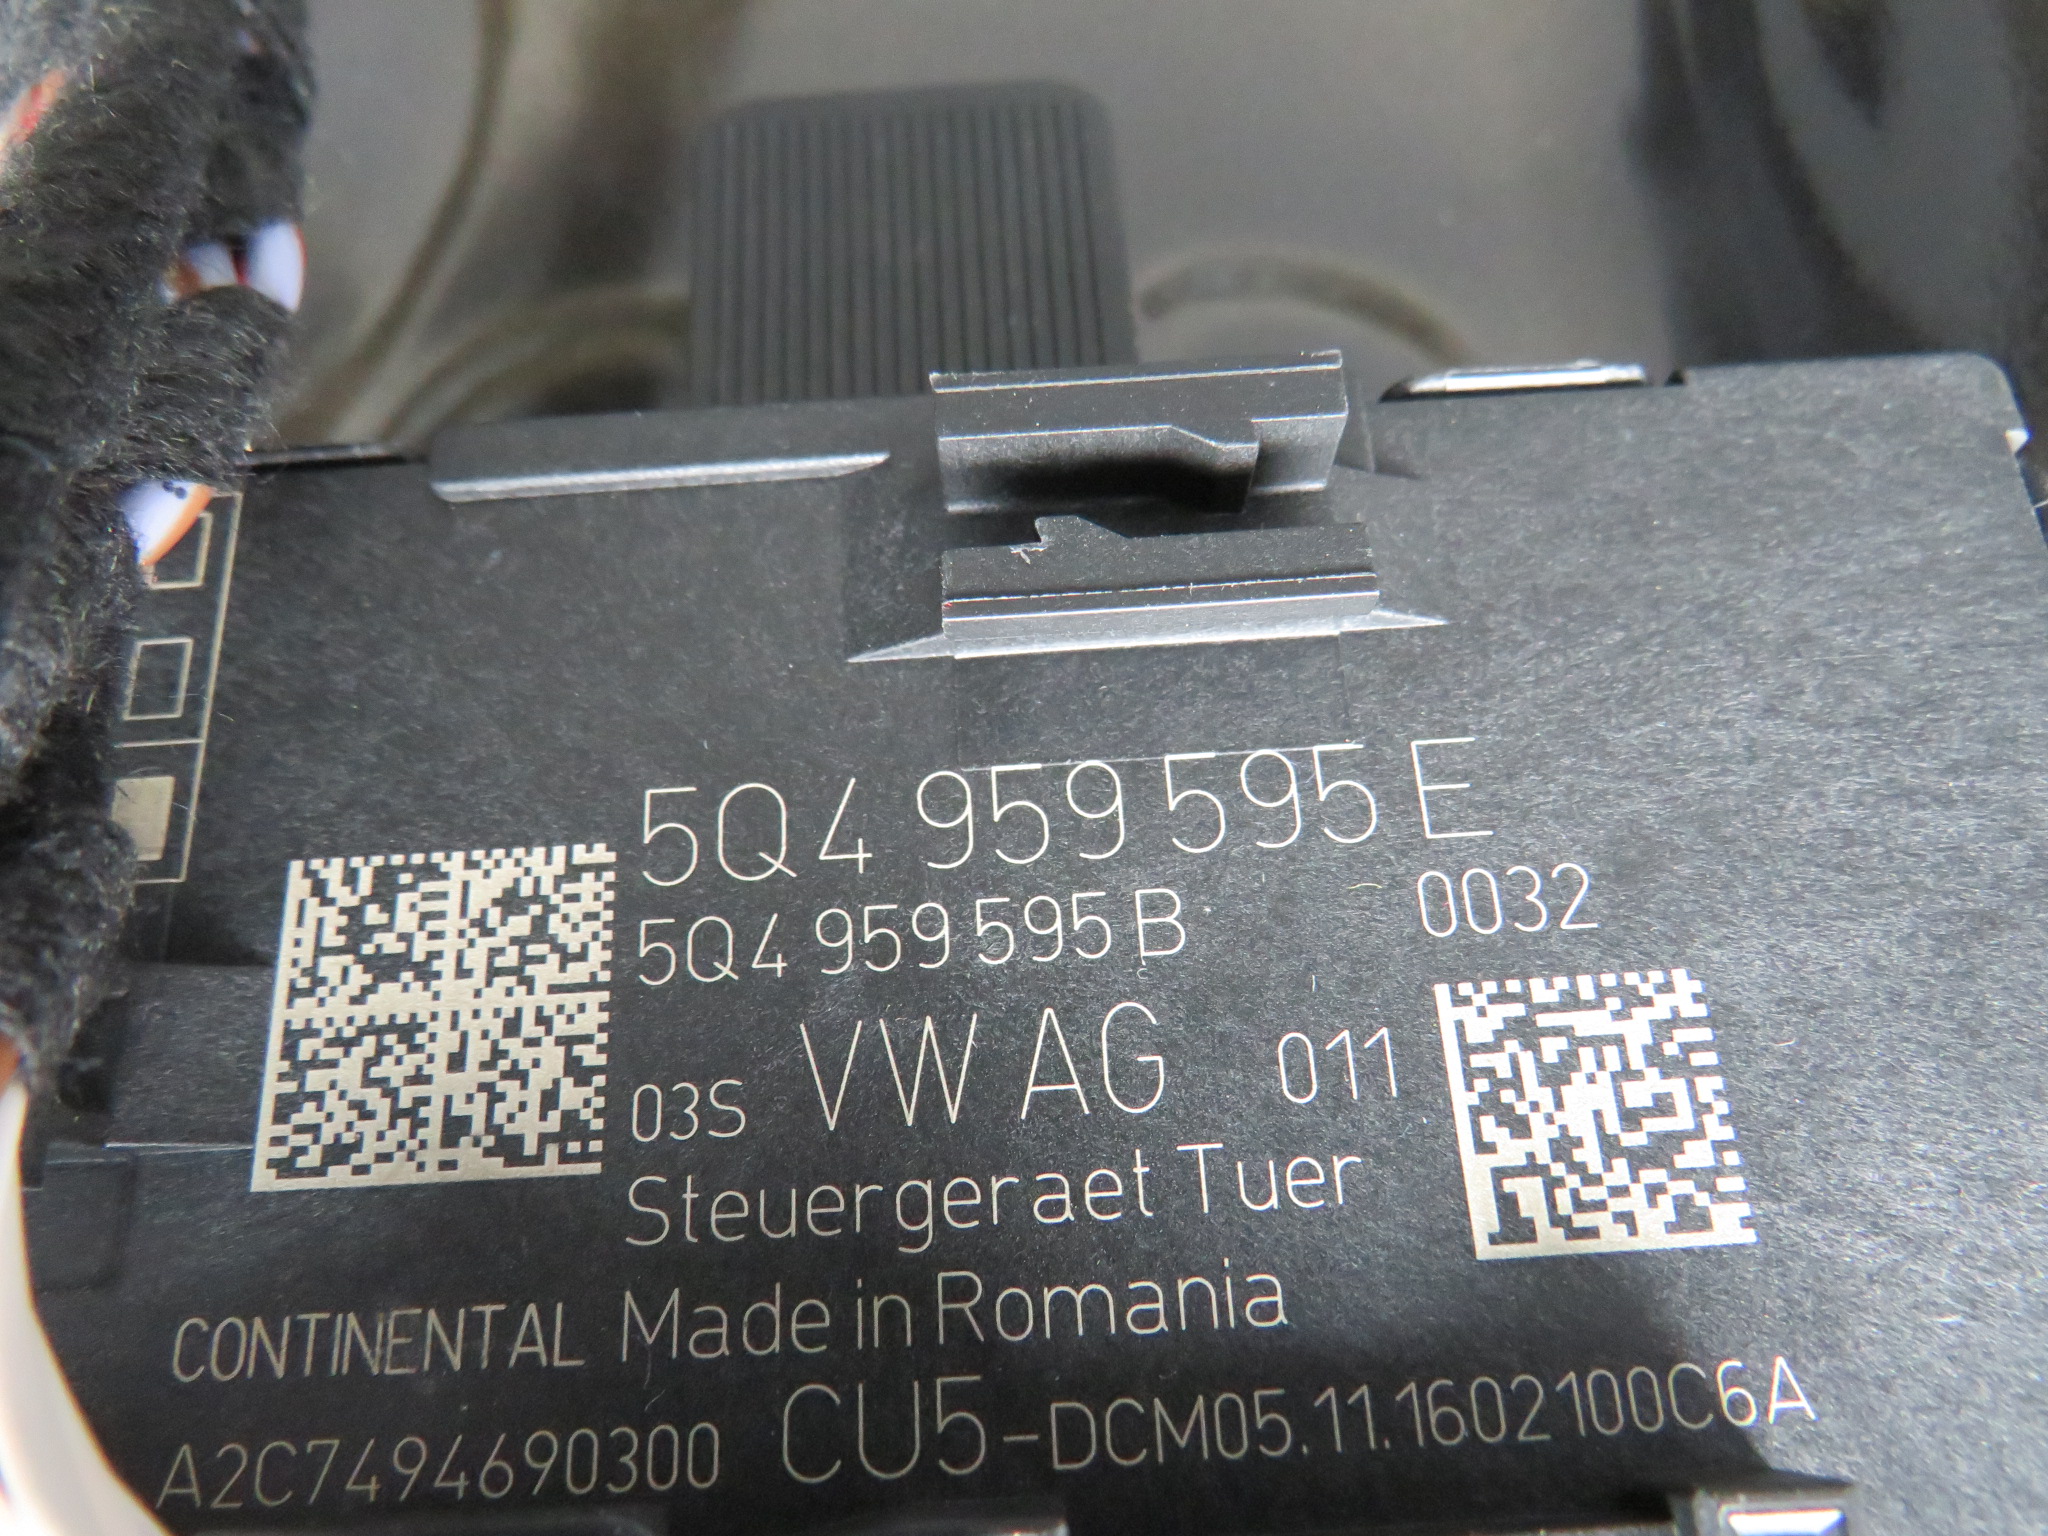 5Q4 959 595 E
5Q4 959 595 B 0032
03S VW AG 011
Steuergeraet Tuer
CONTINENTAL Made in Romania
A2C7494690300 CU5-DCM05.11.1602100C6A